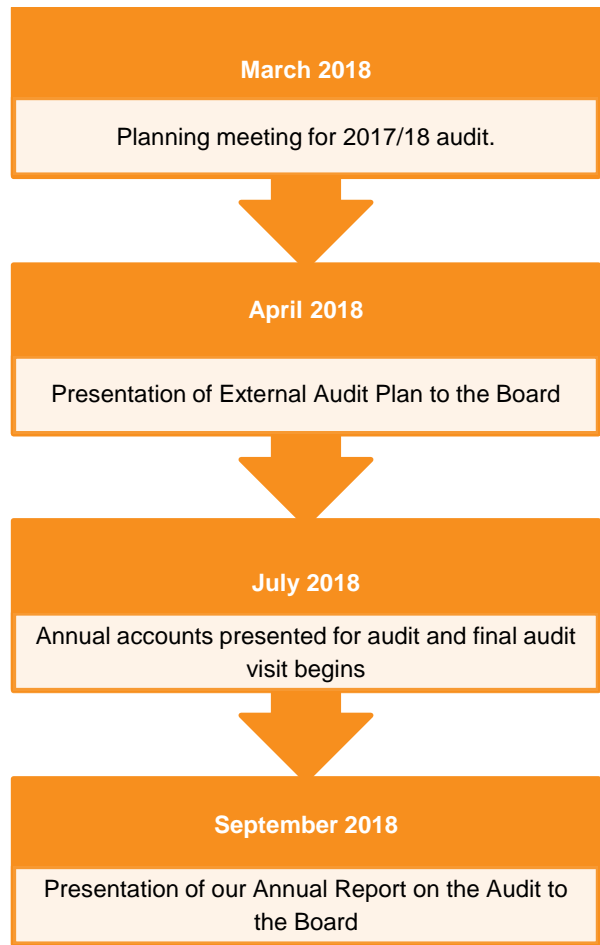 March 2018
Planning meeting for 2017/18 audit.
April 2018
Presentation of External Audit Plan to the Board
July 2018
Annual accounts presented for audit and final audit
visit begins
September 2018
Presentation of our Annual Report on the Audit to
the Board